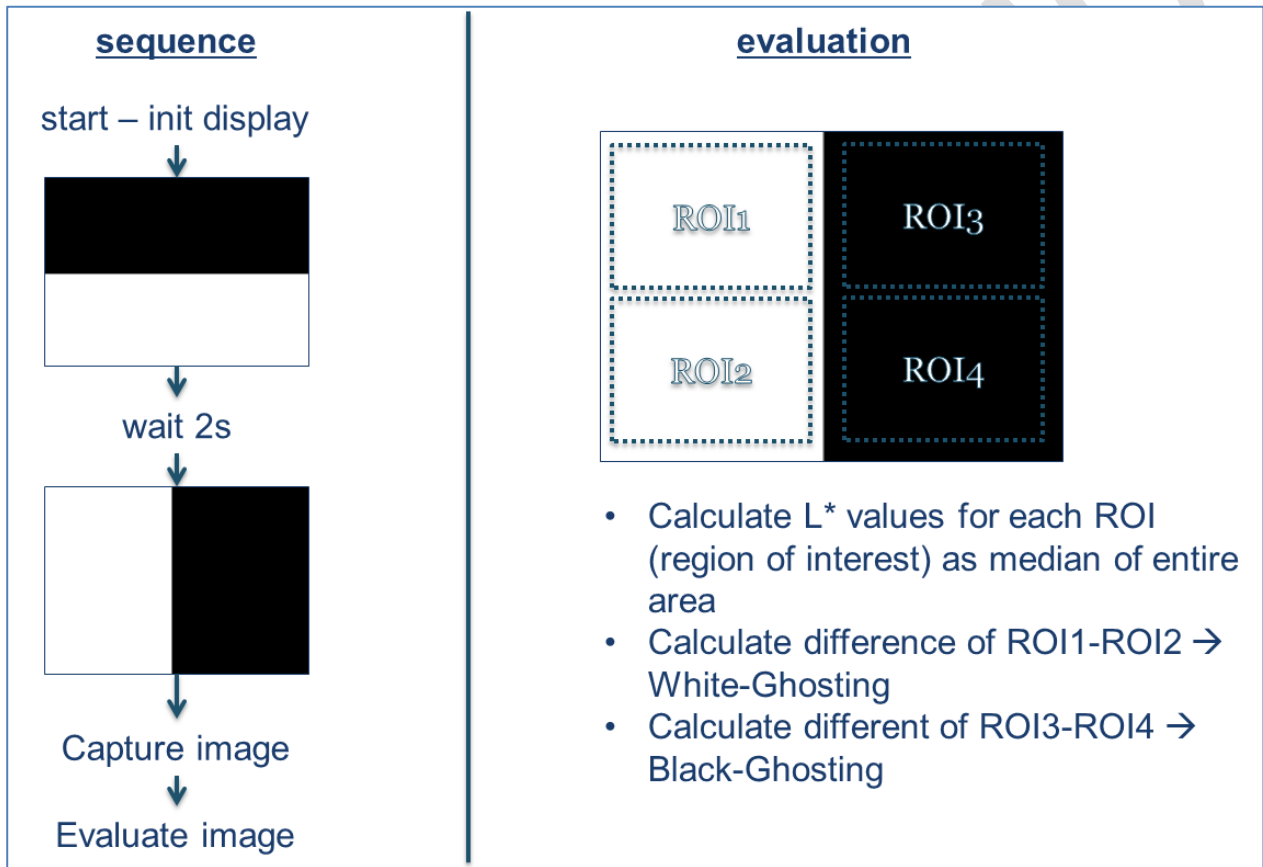 sequence
start – init display
wait 2s
Capture image
Evaluate image
evaluation
ROI1
ROI3
ROI2
ROI4
• Calculate L* values for each ROI
(region of interest) as median of entire
area
• Calculate difference of ROI1-ROI2 →
White-Ghosting
• Calculate different of ROI3-ROI4 →
Black-Ghosting